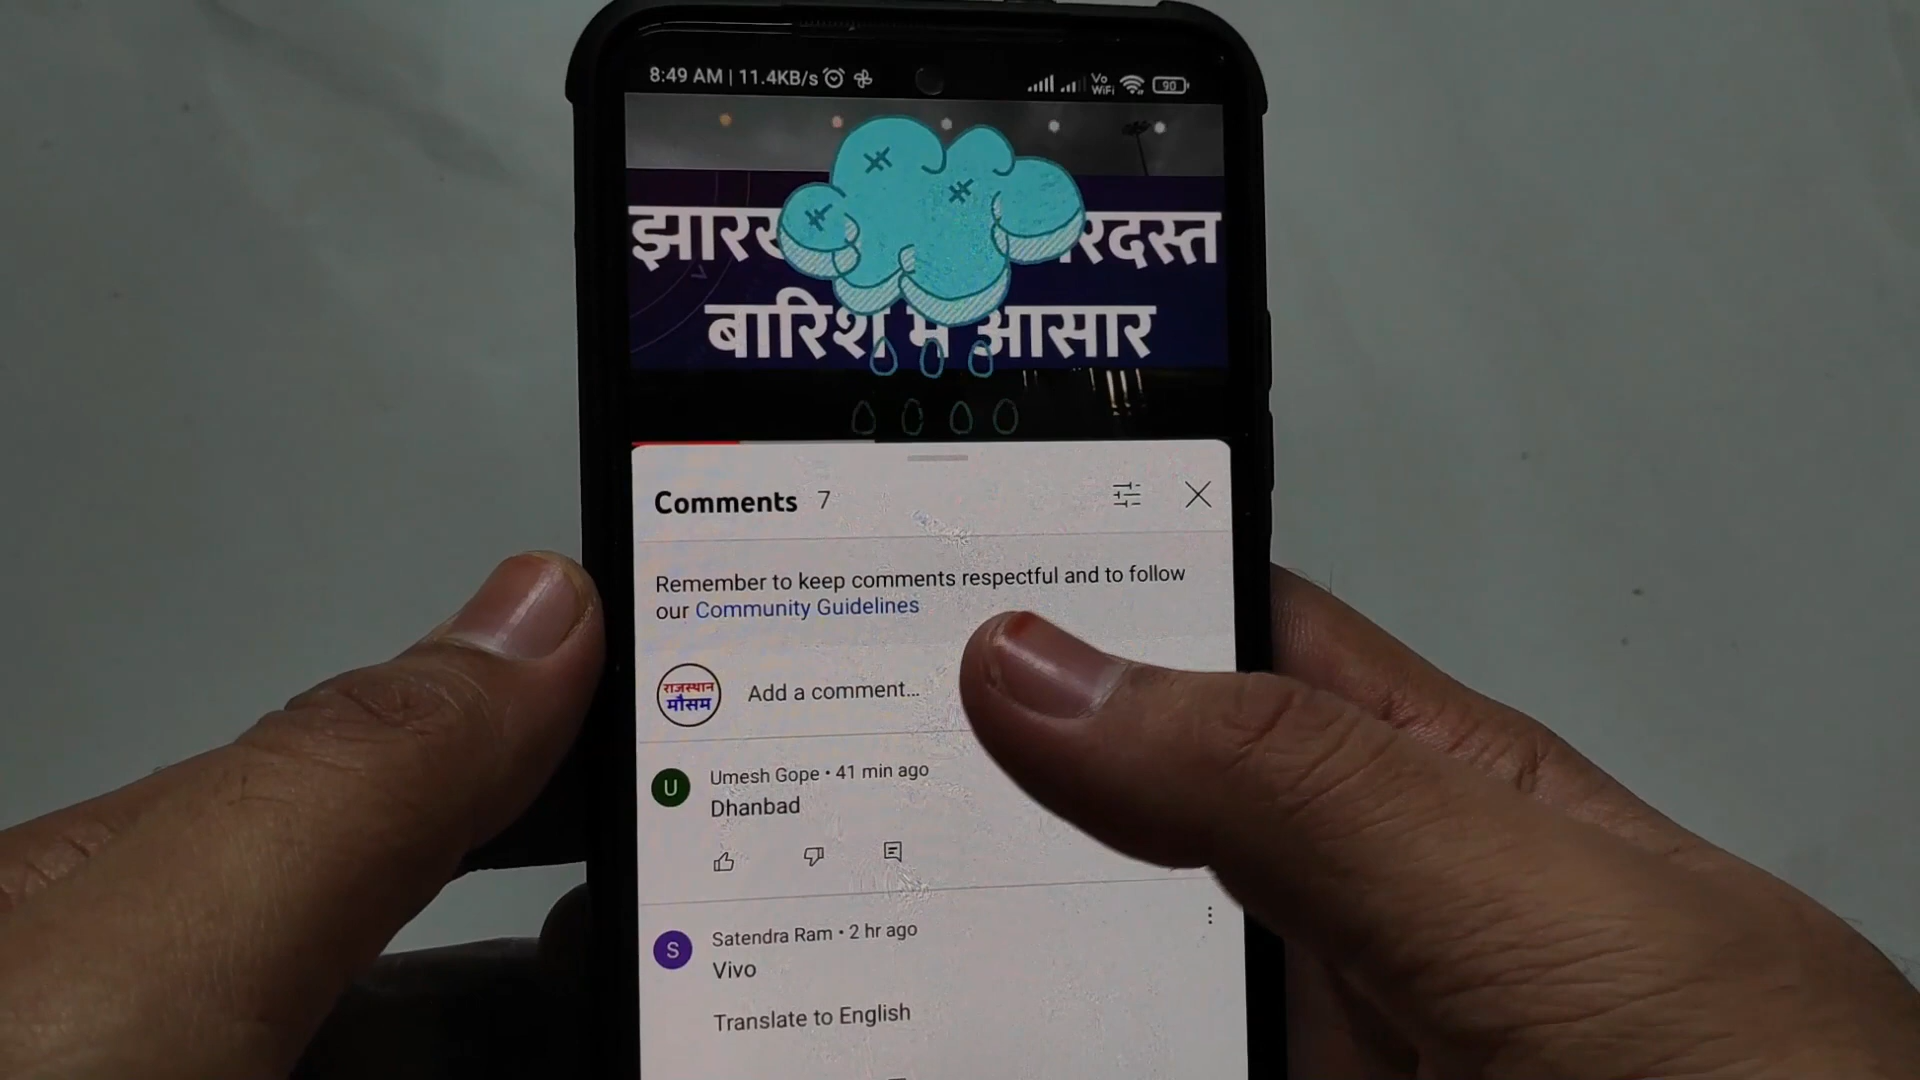 8:49 AM | 11.4KB/s
Vo
WiFi
90
रदस्त
बारिश में आसार
Comments 7
Remember to keep comments respectful and to follow
our Community Guidelines
राजस्थान
मौसम
Add a comment...
U
Umesh Gope • 41 min ago
Dhanbad
S
Satendra Ram • 2 hr ago
Vivo
Translate to English